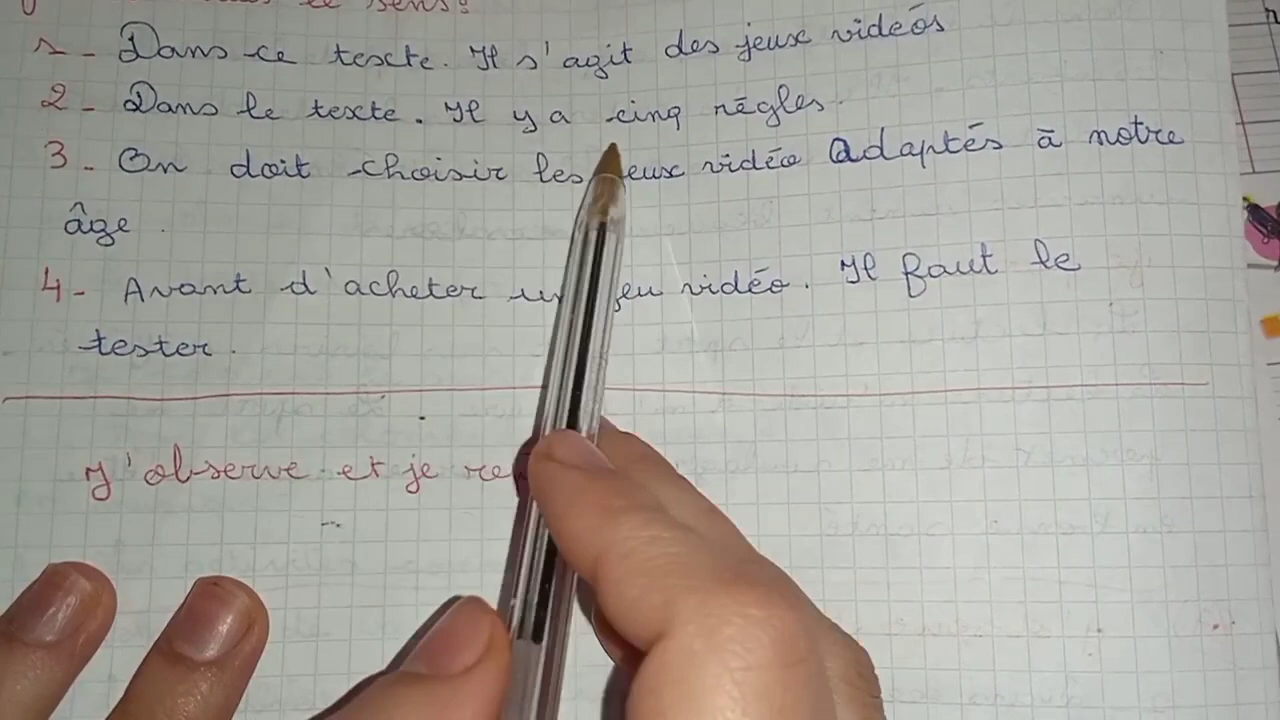 le sens:
1- Dans ce texte. Il s'agit des jeux vidéos
2- Dans le texte. Il y a cinq règles.
3- On doit choisir les jeux vidéo adaptés à notre
âge.
4- Avant d'acheter un jeu vidéo. Il faut le
tester.
J'observe et je